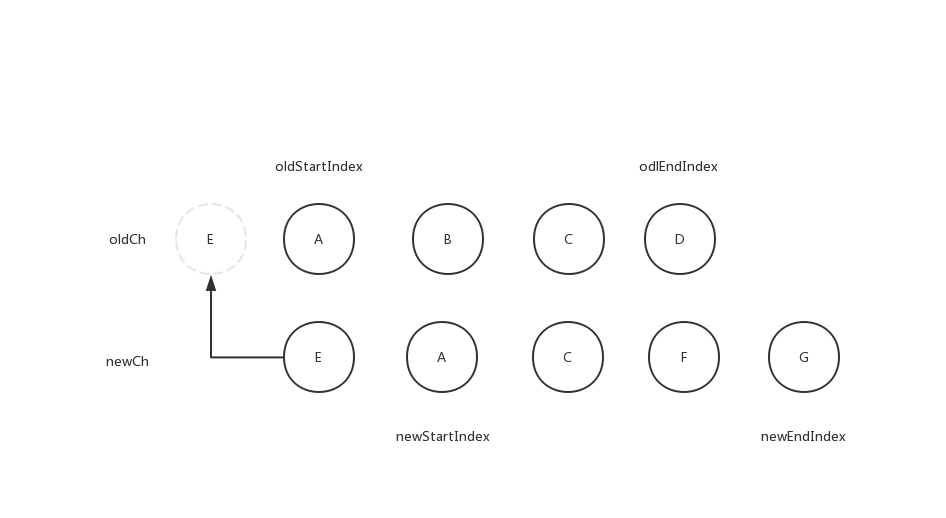 oldStartIndex odlEndIndex
oldCh E A B C D
newCh E A C F G
newStartIndex newEndIndex